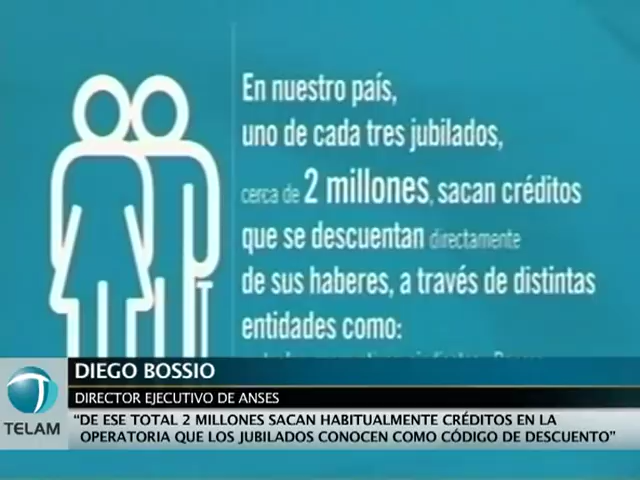 En nuestro país,
uno de cada tres jubilados,
cerca de 2 millones, sacan créditos
que se descuentan directamente
de sus haberes, a través de distintas
entidades como:
DIEGO BOSSIO
DIRECTOR EJECUTIVO DE ANSES
TELAM
“DE ESE TOTAL 2 MILLONES SACAN HABITUALMENTE CRÉDITOS EN LA
OPERATORIA QUE LOS JUBILADOS CONOCEN COMO CÓDIGO DE DESCUENTO”